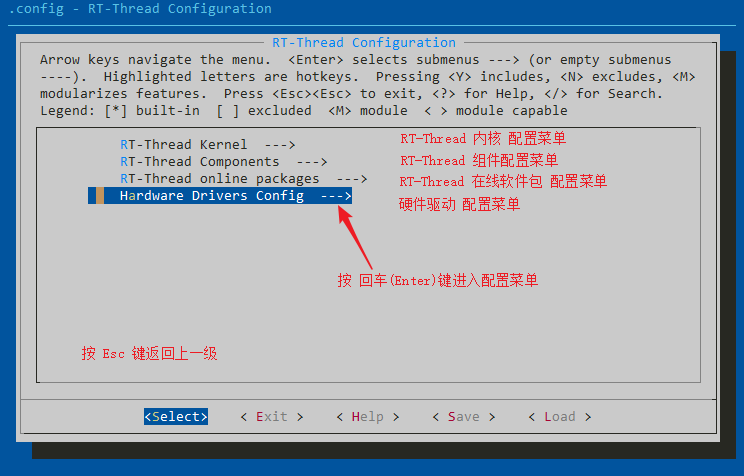 .config - RT-Thread Configuration
RT-Thread Configuration
Arrow keys navigate the menu.  <Enter> selects submenus ---> (or empty submenus
----).  Highlighted letters are hotkeys.  Pressing <Y> includes, <N> excludes, <M>
modularizes features.  Press <Esc><Esc> to exit, <?> for Help, </> for Search.
Legend: [*] built-in  [ ] excluded  <M> module  < > module capable
RT-Thread Kernel  --->  RT-Thread 内核 配置菜单
RT-Thread Components  --->  RT-Thread 组件配置菜单
RT-Thread online packages  --->  RT-Thread 在线软件包 配置菜单
Hardware Drivers Config  --->  硬件驱动 配置菜单
按 回车(Enter)键进入配置菜单
按 Esc 键返回上一级
<Select>    < Exit >    < Help >    < Save >    < Load >